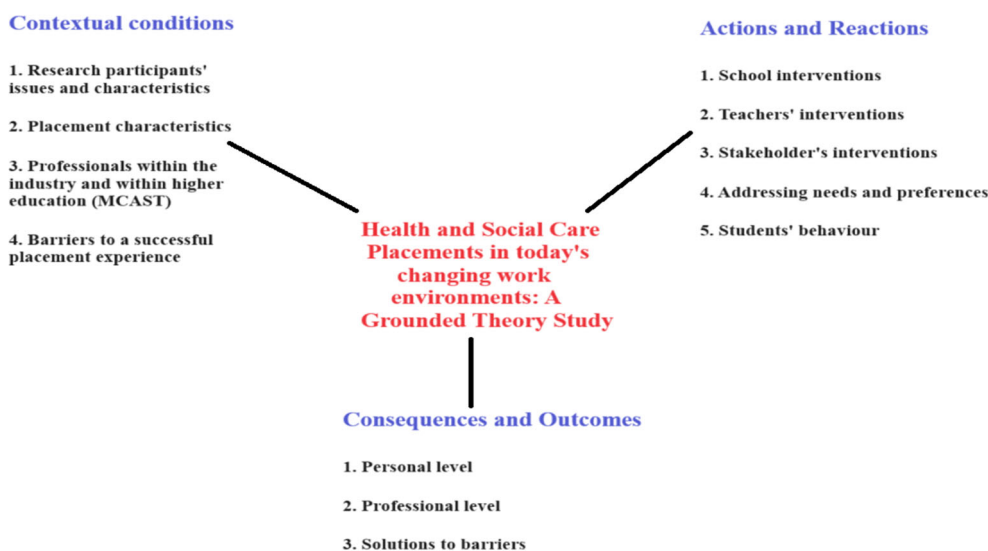 Contextual conditions
1. Research participants'
issues and characteristics
2. Placement characteristics
3. Professionals within the
industry and within higher
education (MCAST)
4. Barriers to a successful
placement experience
Actions and Reactions
1. School interventions
2. Teachers' interventions
3. Stakeholder's interventions
4. Addressing needs and preferences
5. Students' behaviour
Health and Social Care
Placements in today's
changing work
environments: A
Grounded Theory Study
Consequences and Outcomes
1. Personal level
2. Professional level
3. Solutions to barriers